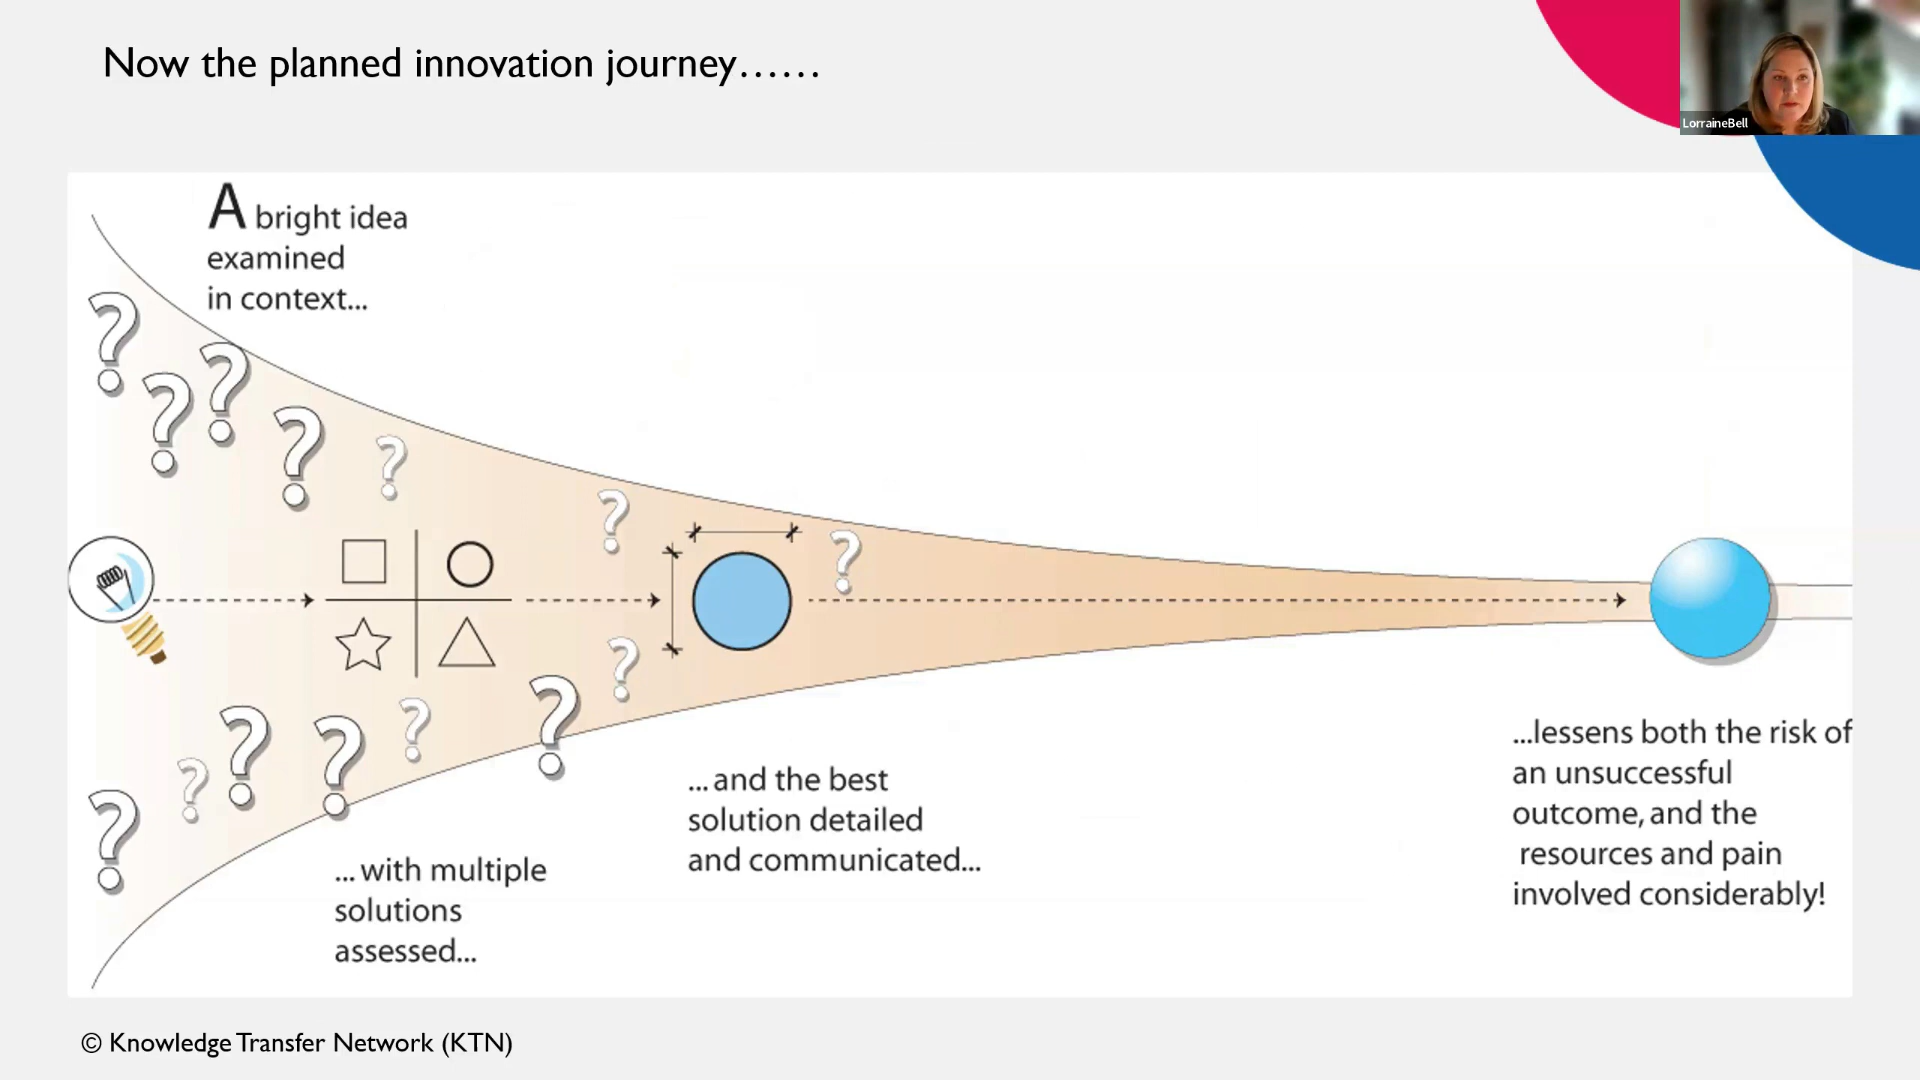 Now the planned innovation journey......
LorraineBell
A bright idea
examined
in context...
... with multiple
solutions
assessed...
... and the best
solution detailed
and communicated...
...lessens both the risk of
an unsuccessful
outcome, and the
resources and pain
involved considerably!
© Knowledge Transfer Network (KTN)